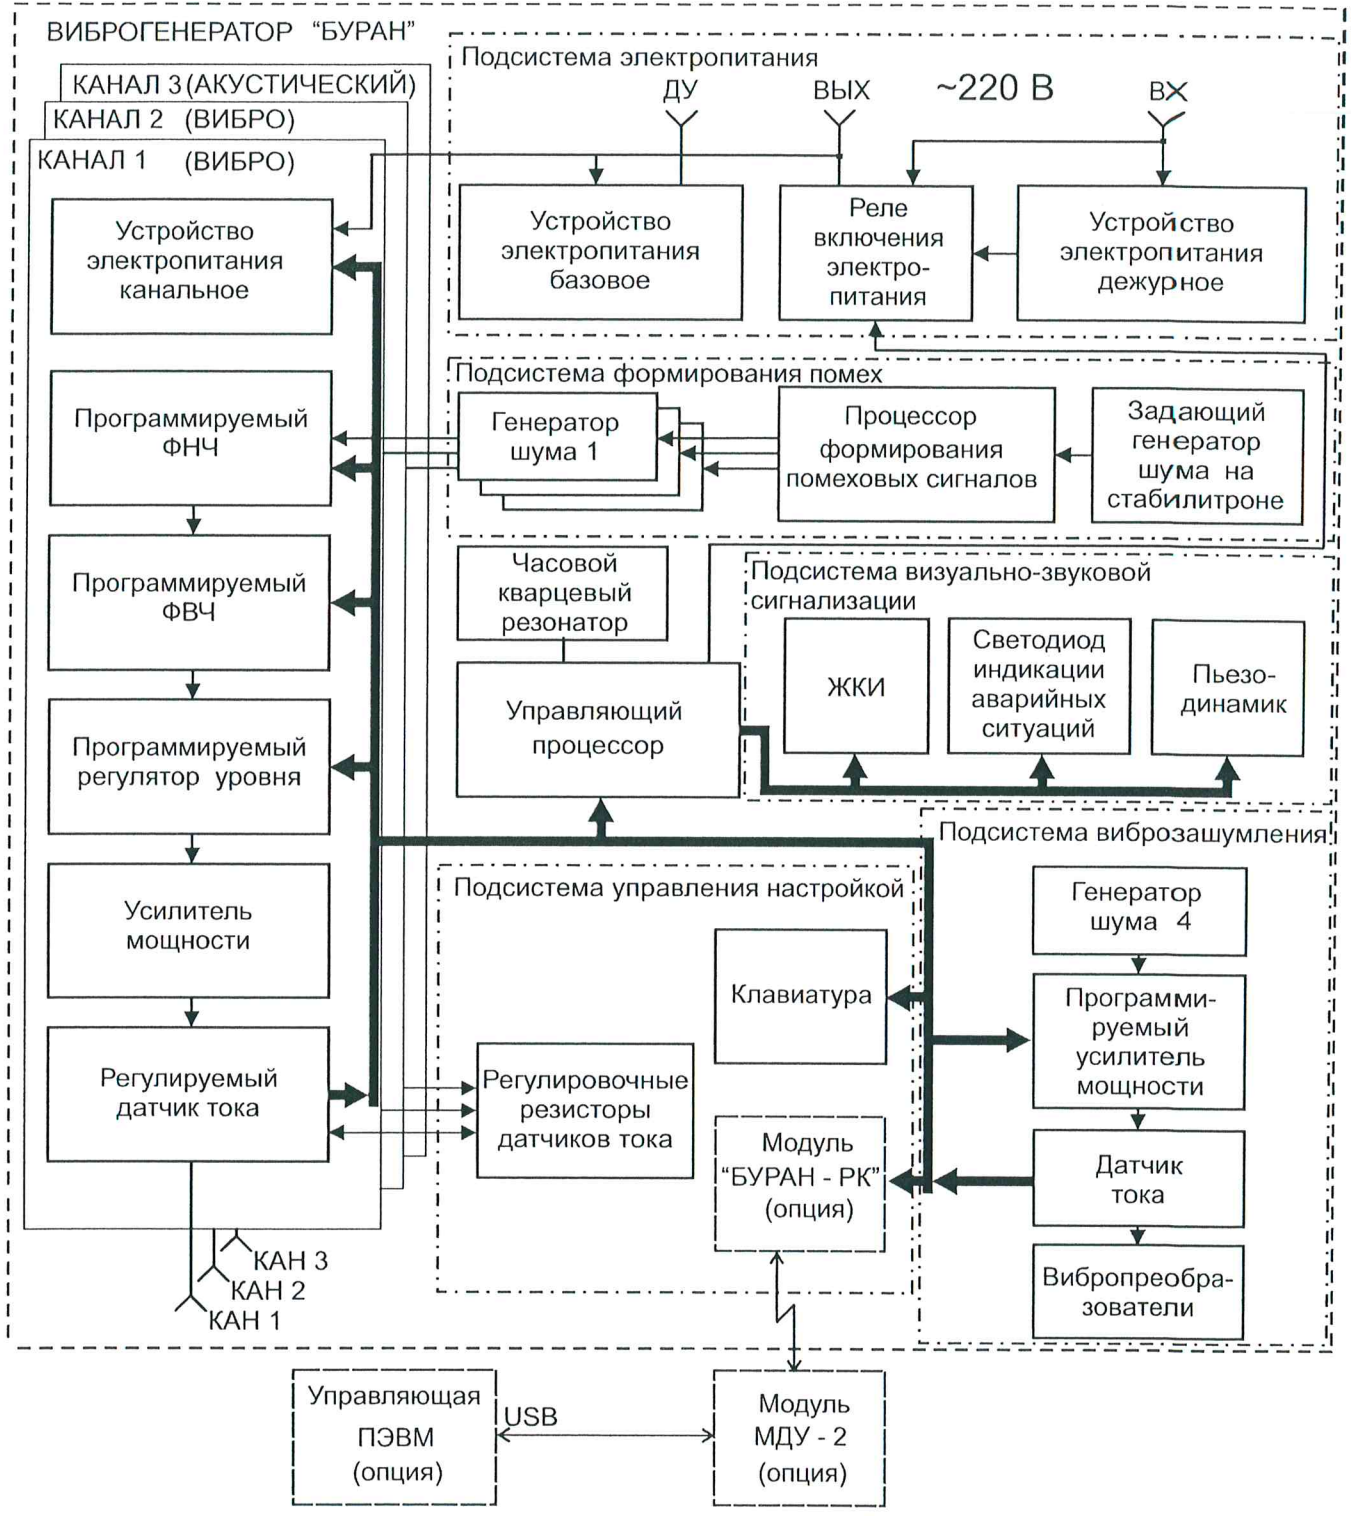 ВИБРОГЕНЕРАТОР “БУРАН”
КАНАЛ 3 (АКУСТИЧЕСКИЙ)
КАНАЛ 2 (ВИБРО)
КАНАЛ 1 (ВИБРО)
Устройство
электропитания
канальное
Программируемый
ФНЧ
Программируемый
ФВЧ
Программируемый
регулятор уровня
Усилитель
мощности
Регулируемый
датчик тока
КАН 3
КАН 2
КАН 1
Подсистема электропитания
ДУ
ВЫХ
~220 В
ВХ
Устройство
электропитания
базовое
Реле
включения
электро-
питания
Устройство
электропитания
дежурное
Подсистема формирования помех
Генератор
шума 1
Процессор
формирования
помеховых сигналов
Задающий
генератор
шума на
стабилитроне
Часовой
кварцевый
резонатор
Управляющий
процессор
Подсистема визуально-звуковой
сигнализации
ЖКИ
Светодиод
индикации
аварийных
ситуаций
Пьезо-
динамик
Подсистема управления настройкой
Клавиатура
Регулировочные
резисторы
датчиков тока
Модуль
“БУРАН - РК”
(опция)
Подсистема виброзашумления
Генератор
шума 4
Программи-
руемый
усилитель
мощности
Датчик
тока
Вибропреобра-
зователи
Управляющая
ПЭВМ
(опция)
USB
Модуль
МДУ - 2
(опция)